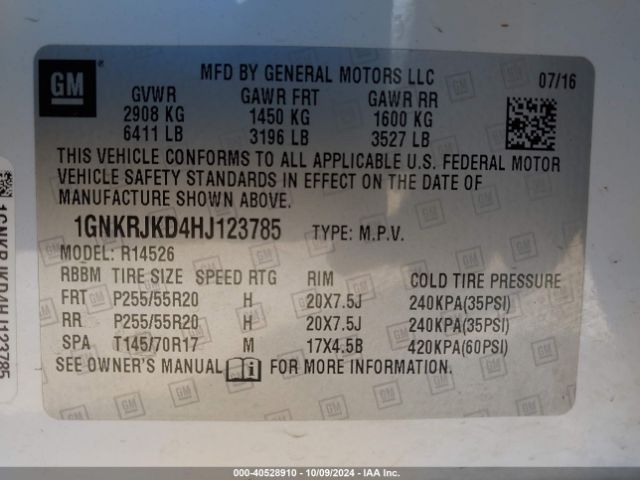 GM
MFD BY GENERAL MOTORS LLC 07/16
GVWR GAWR FRT GAWR RR
2908 KG 1450 KG 1600 KG
6411 LB 3196 LB 3527 LB
THIS VEHICLE CONFORMS TO ALL APPLICABLE U.S. FEDERAL MOTOR
VEHICLE SAFETY STANDARDS IN EFFECT ON THE DATE OF
MANUFACTURE SHOWN ABOVE.
1GNKRJKD4HJ123785 TYPE: M.P.V.
MODEL: R14526
RBBM TIRE SIZE SPEED RTG RIM COLD TIRE PRESSURE
FRT P255/55R20 H 20X7.5J 240KPA(35PSI)
RR P255/55R20 H 20X7.5J 240KPA(35PSI)
SPA T145/70R17 M 17X4.5B 420KPA(60PSI)
SEE OWNER'S MANUAL FOR MORE INFORMATION.
1GNKRJKD4HJ123785
000-40528910 - 10/09/2024 - IAAI.com